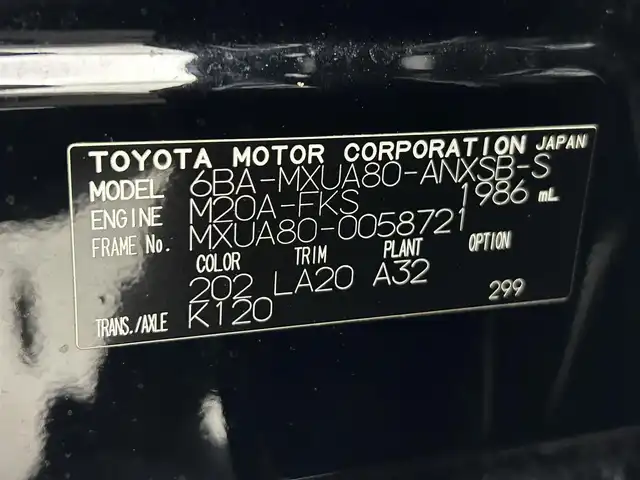 TOYOTA MOTOR CORPORATION JAPAN
MODEL 6BA-MXUA80-ANXSB-S
ENGINE M20A-FKS 1986 mL
FRAME No. MXUA80-0058721
COLOR TRIM PLANT OPTION
202 LA20 A32
TRANS./AXLE K120 299